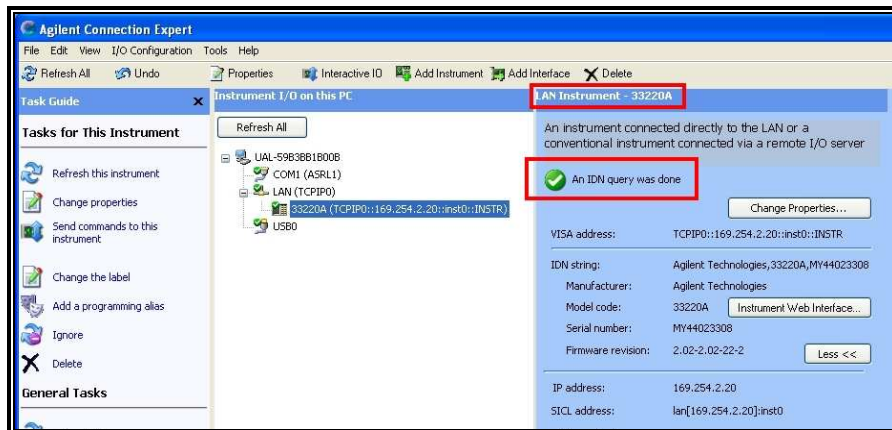 Agilent Connection Expert
File Edit View I/O Configuration Tools Help
Refresh All Undo Properties Interactive IO Add Instrument Add Interface Delete
Task Guide
Tasks for This Instrument
Refresh this instrument
Change properties
Send commands to this
instrument
Change the label
Add a programming alias
Ignore
Delete
General Tasks
Instrument I/O on this PC
Refresh All
UAL-59B3BB1B00B
COM1 (ASRL1)
LAN (TCPIP0)
33220A (TCPIP0::169.254.2.20::inst0::INSTR)
USB0
LAN Instrument - 33220A
An instrument connected directly to the LAN or a
conventional instrument connected via a remote I/O server
An IDN query was done
Change Properties...
VISA address: TCPIP0::169.254.2.20::inst0::INSTR
IDN string: Agilent Technologies,33220A,MY44023308
Manufacturer: Agilent Technologies
Model code: 33220A Instrument Web Interface...
Serial number: MY44023308
Firmware revision: 2.02-2.02-22-2 Less <<
IP address: 169.254.2.20
SICL address: lan[169.254.2.20]:inst0